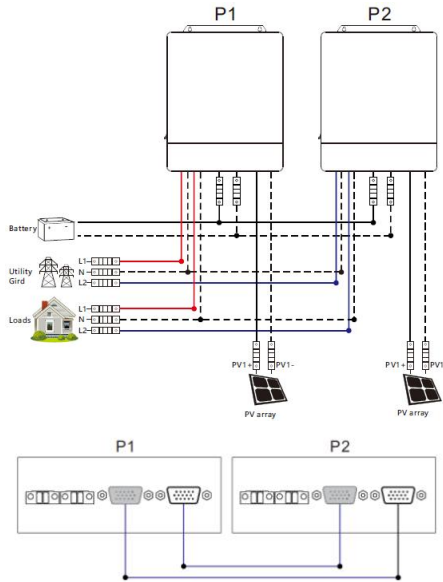 P1 P2
Battery
L1
Utility
Gird
N
L2
L1
Loads
N
L2
PV1+ PV1- PV1+ PV1
PV array PV array
P1 P2